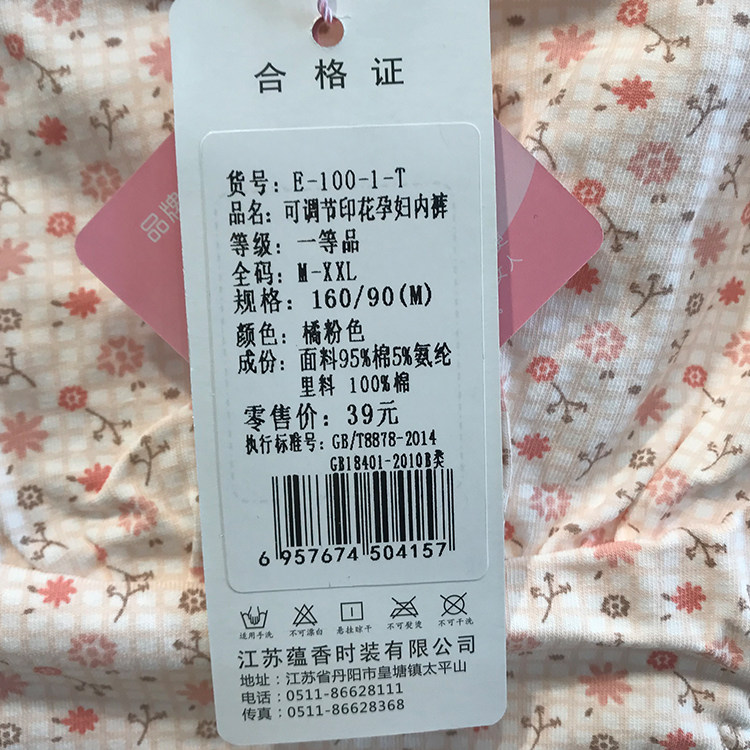 合格证
货号: E-100-1-T
品牌
品名: 可调节印花孕妇内裤
等级: 一等品
全码: M-XXL
人
规格: 160/90(M)
颜色: 橘粉色
成份: 面料95%棉5%氨纶
里料 100%棉
零售价: 39元
执行标准号: GB/T8878-2014
GB18401-2010B类
6 957674 504157
适用手洗 不可漂白 悬挂晾干 不可熨烫 不可干洗
江苏蕴香时装有限公司
地址: 江苏省丹阳市皇塘镇太平山
电话: 0511-86628111
传真: 0511-86628368